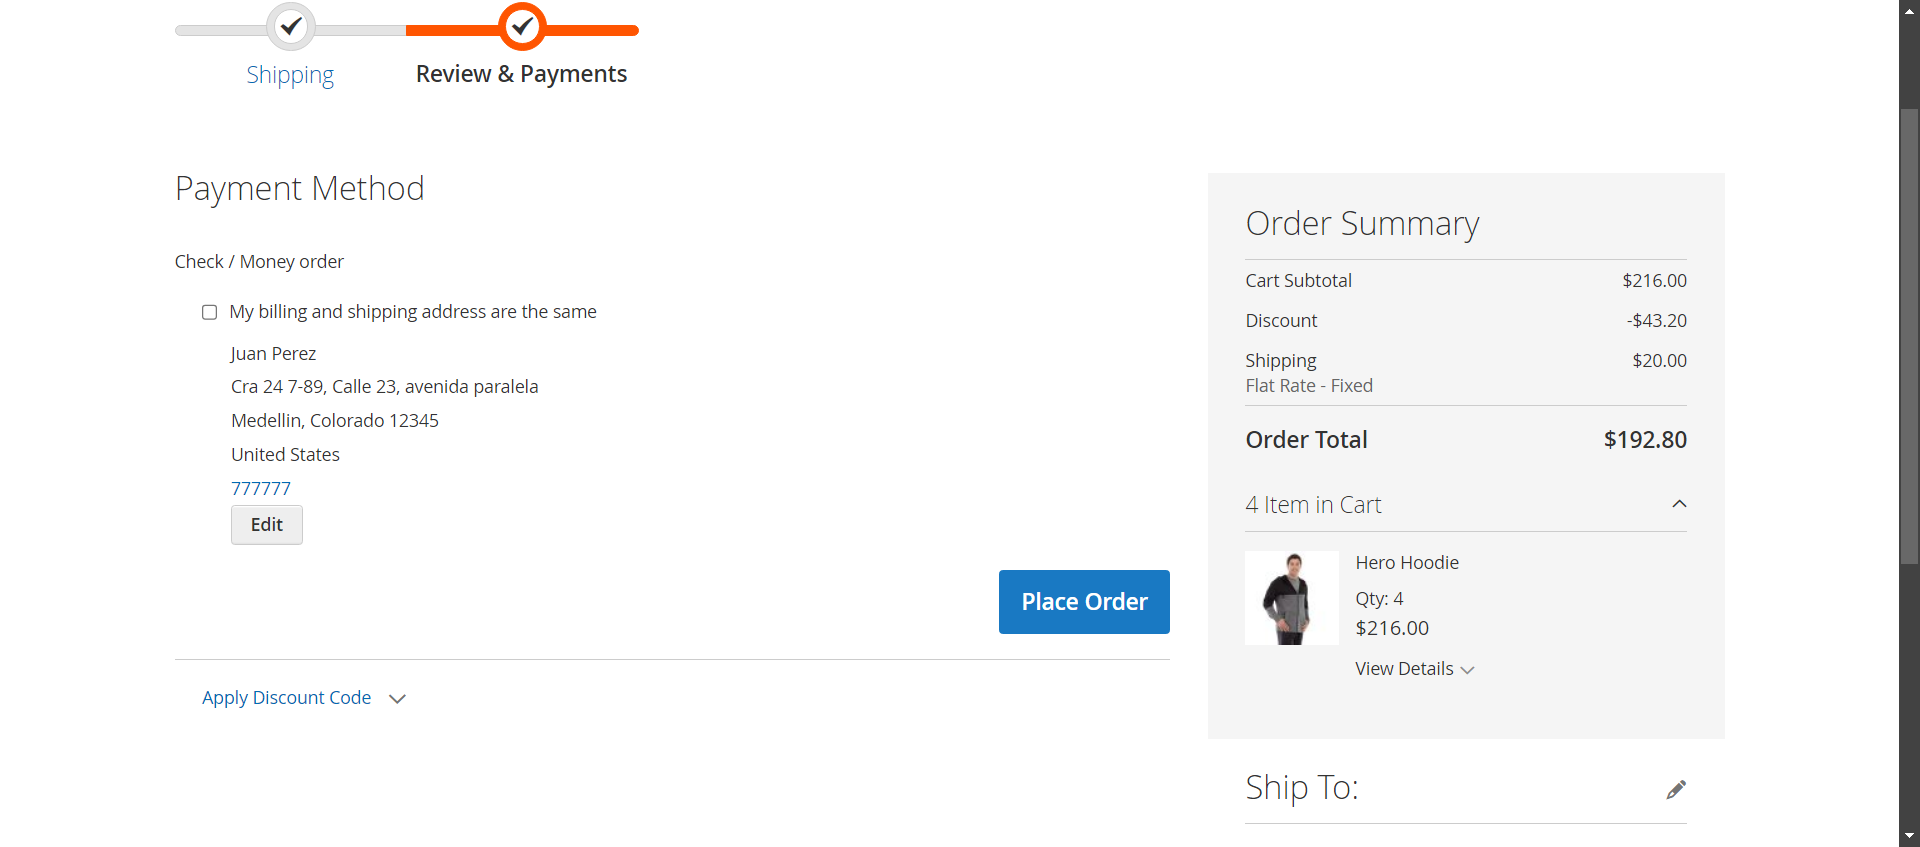 Shipping
Review & Payments
Payment Method
Check / Money order
My billing and shipping address are the same
Juan Perez
Cra 24 7-89, Calle 23, avenida paralela
Medellin, Colorado 12345
United States
777777
Edit
Place Order
Apply Discount Code
Order Summary
Cart Subtotal $216.00
Discount -$43.20
Shipping $20.00
Flat Rate - Fixed
Order Total $192.80
4 Item in Cart
Hero Hoodie
Qty: 4
$216.00
View Details
Ship To: